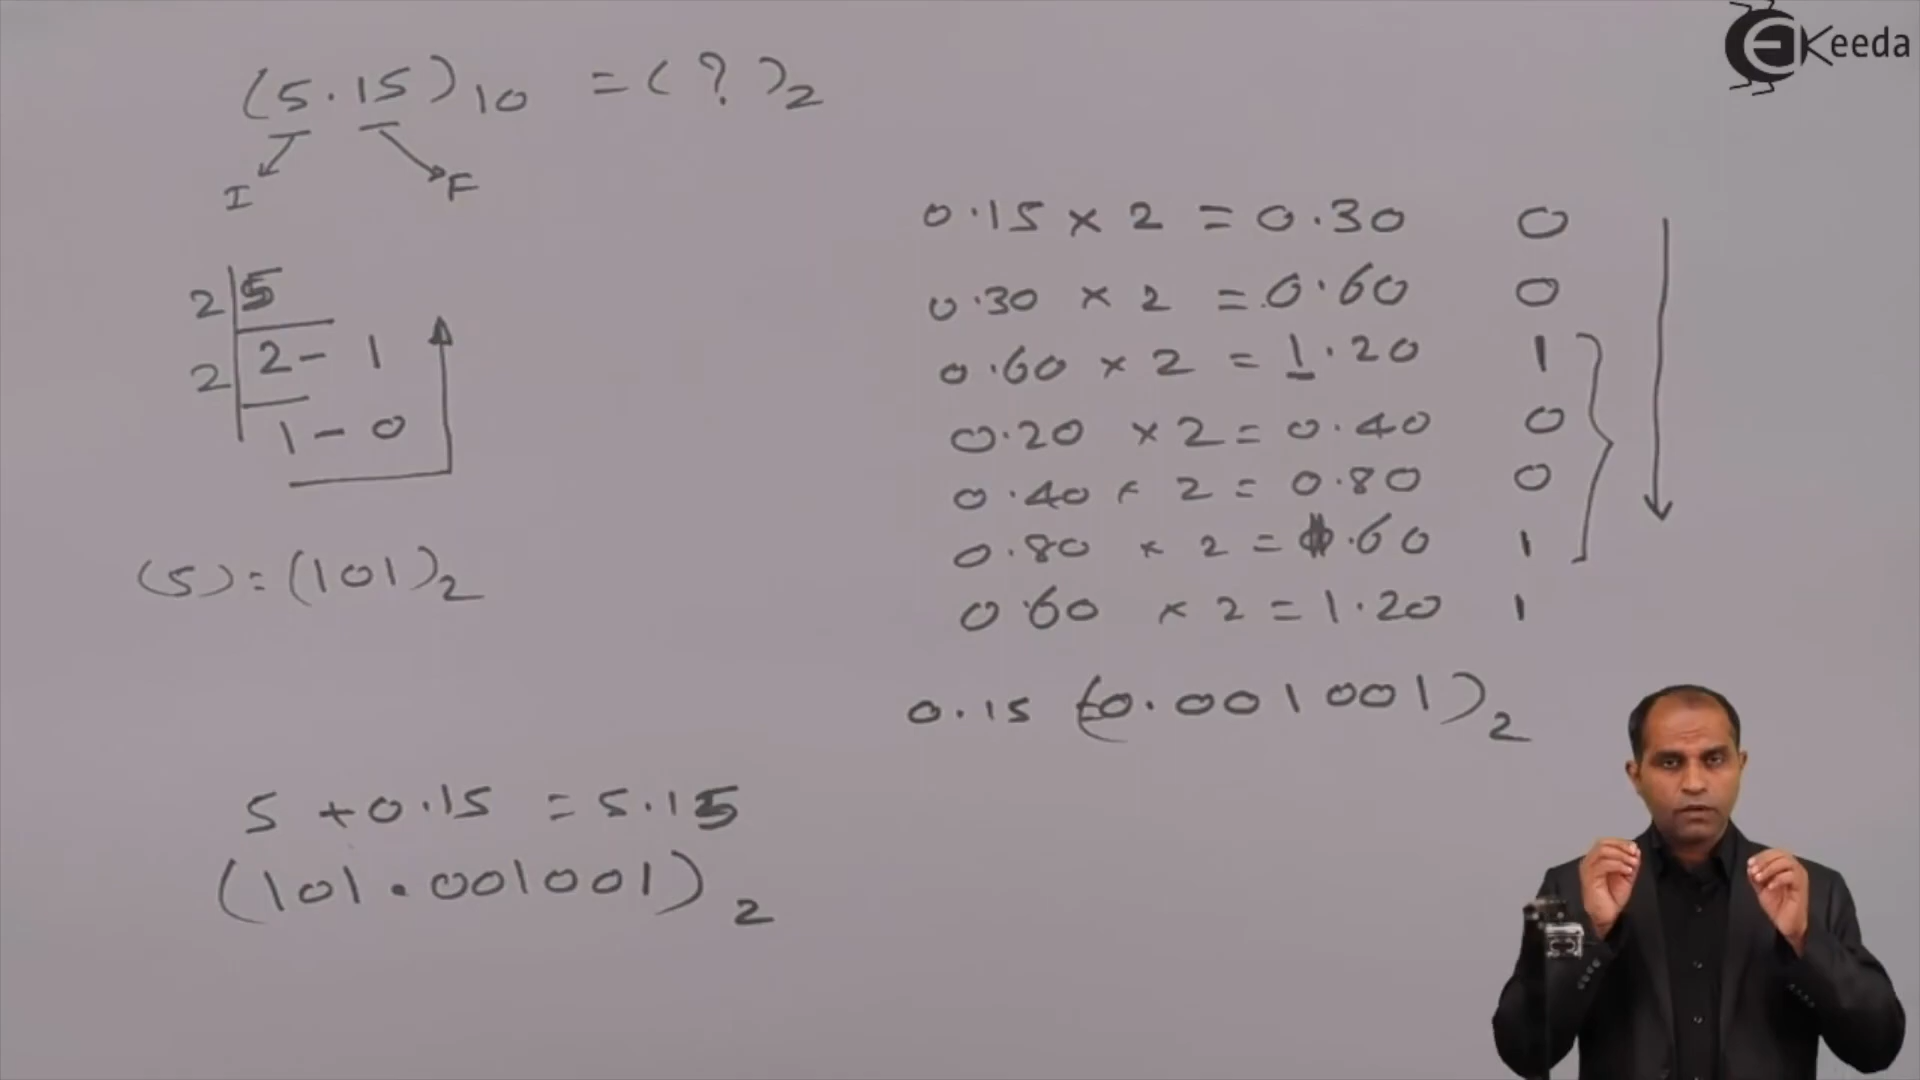 (5.15)10 = (?)2
I F
2 5
2 2 - 1
1 - 0
(5) = (101)2
5 + 0.15 = 5.15
(101.001001)2
0.15 x 2 = 0.30 0
0.30 x 2 = 0.60 0
0.60 x 2 = 1.20 1
0.20 x 2 = 0.40 0
0.40 x 2 = 0.80 0
0.80 x 2 = .60 1
0.60 x 2 = 1.20 1
0.15 (0.001001)2
EKeeda